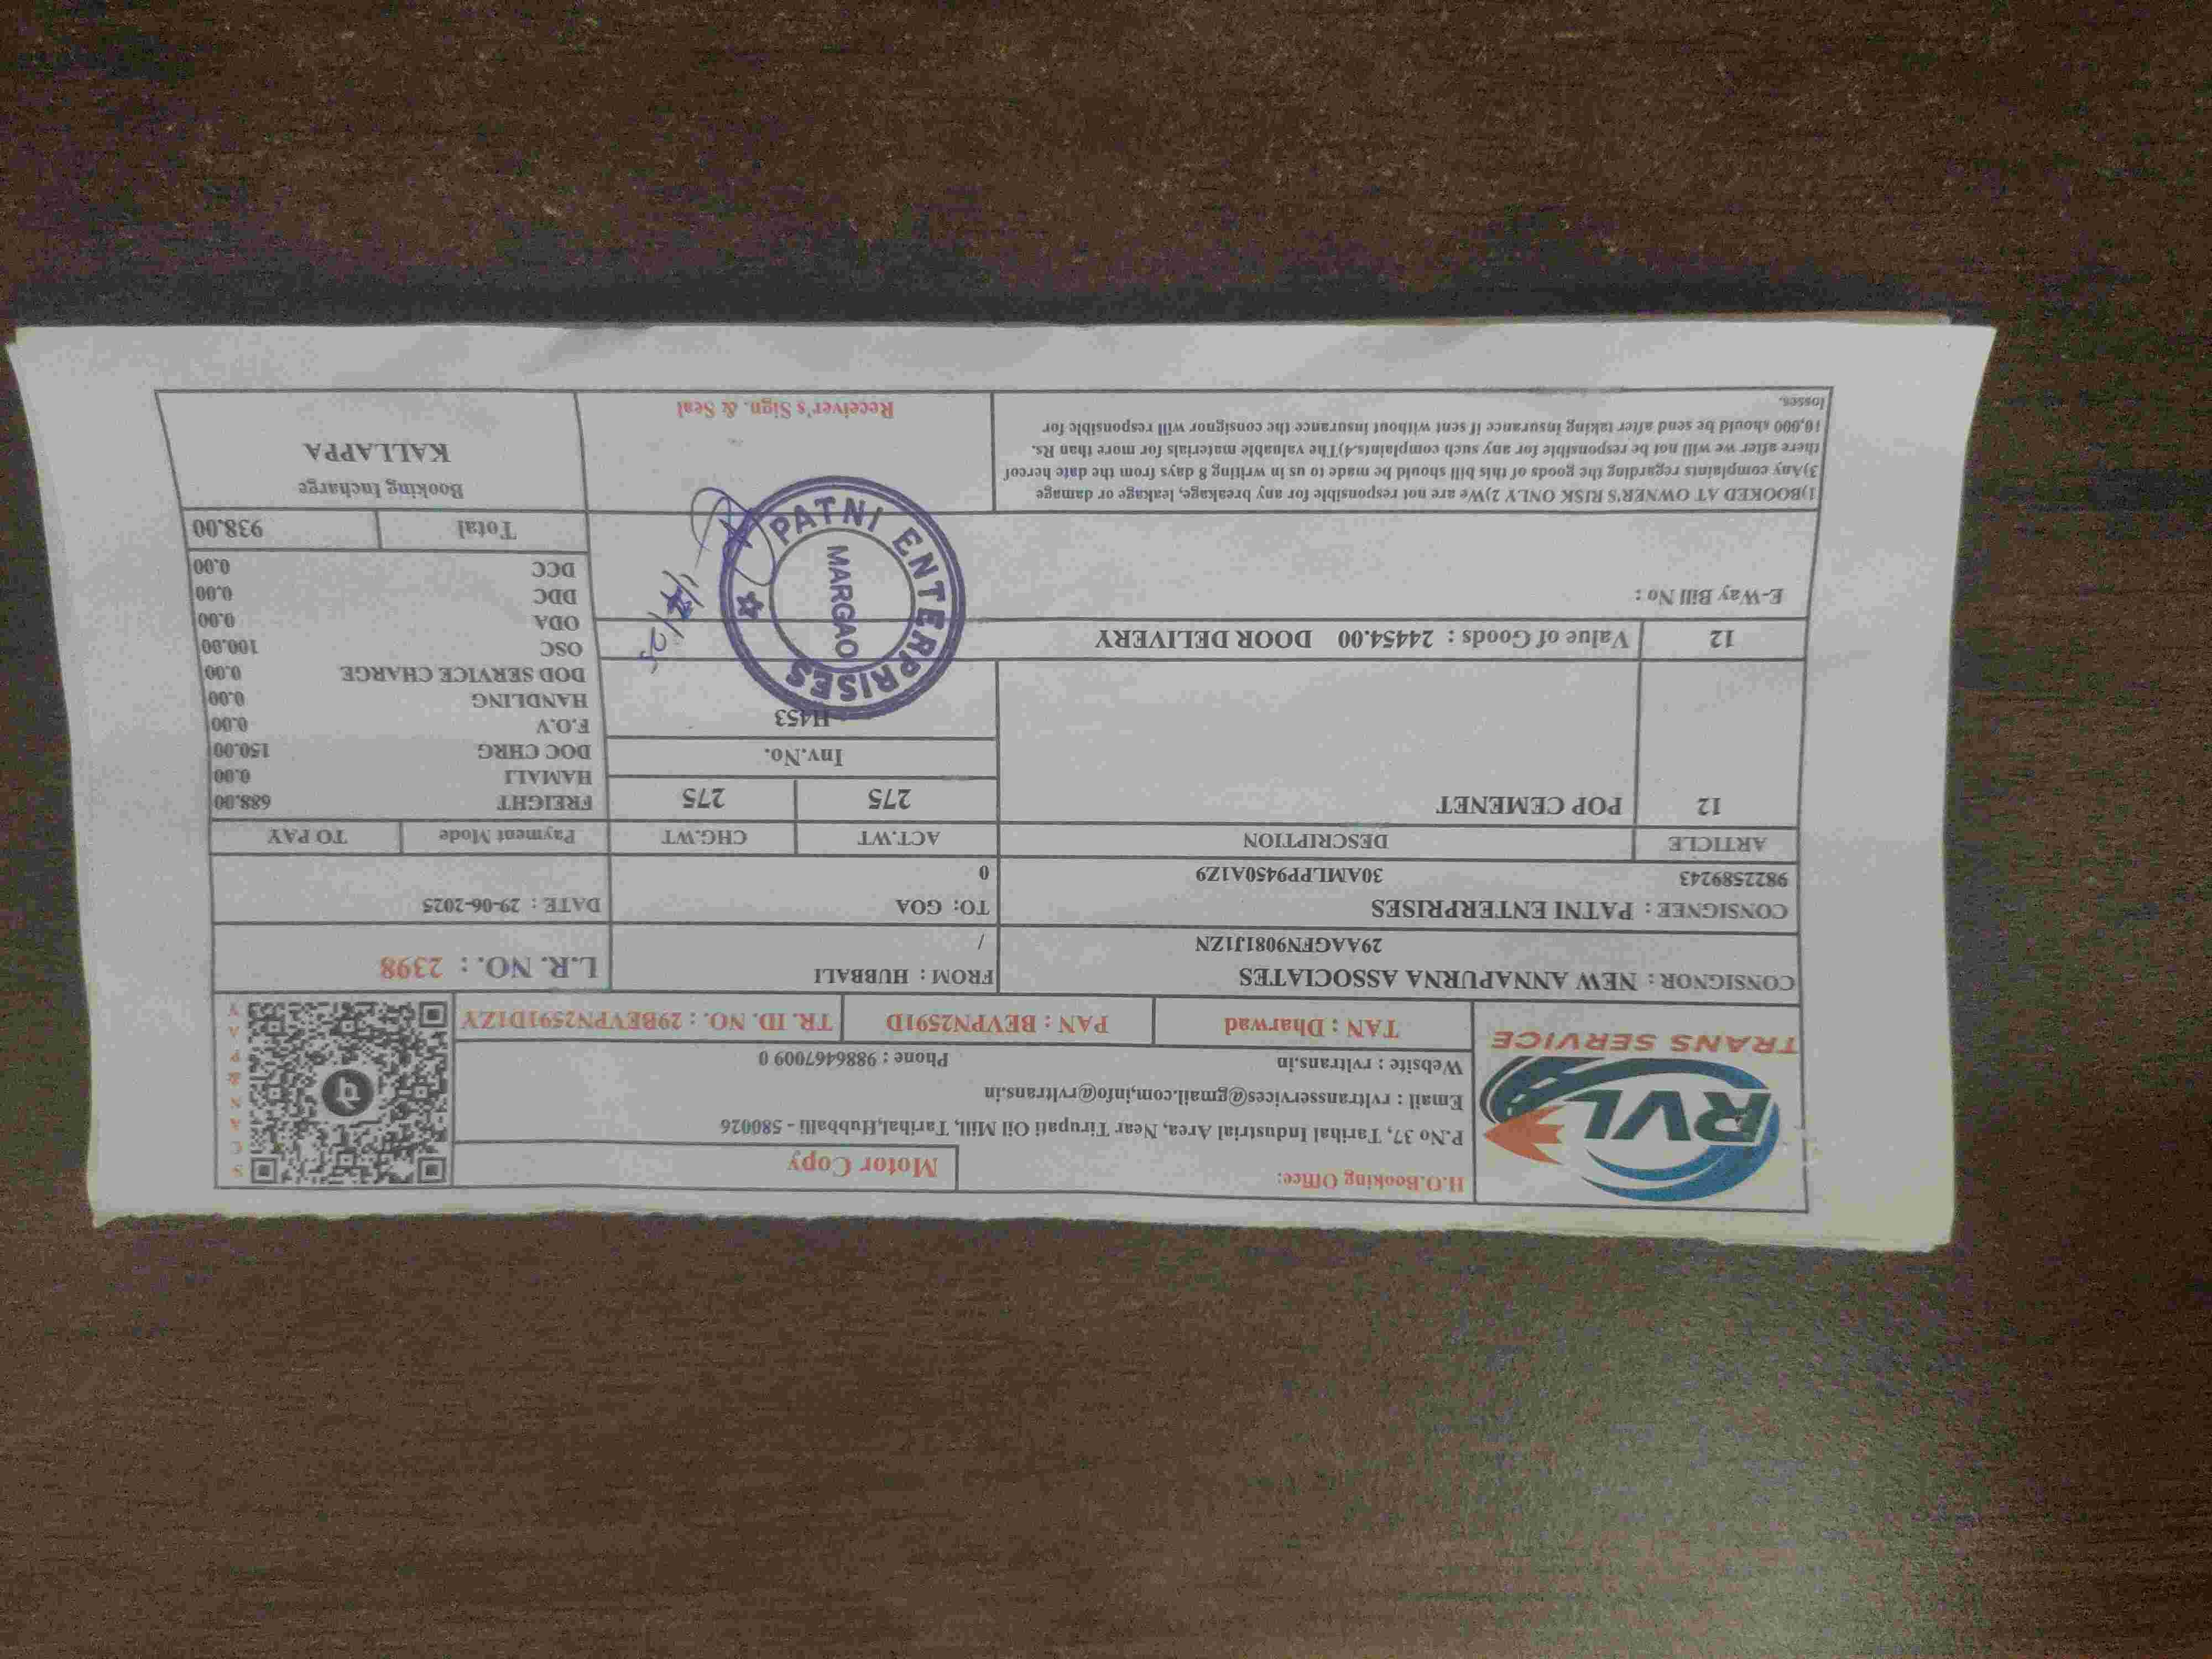 RVL
TRANS SERVICE
H.O.Booking Office:
Motor Copy
P.No 37, Tarihal Industrial Area, Near Tirupati Oil Mill, Tarihal,Hubballi - 580026
Email : rvltransservices@gmail.com,info@rvltrans.in
Website : rvltrans.in Phone : 9886467009 0
TAN : Dharwad PAN : BEVPN2591D TR. ID. NO. : 29BEVPN2591D1ZY
SCAN & PAY
CONSIGNOR : NEW ANNAPURNA ASSOCIATES FROM : HUBBALI L.R. NO. : 2398
29AAGFN9081J1ZN /
CONSIGNEE : PATNI ENTERPRISES TO: GOA DATE : 29-06-2025
9822589243 30AMLPP9450A1Z9 0
ARTICLE DESCRIPTION ACT.WT CHG.WT Payment Mode TO PAY
12 POP CEMENET 275 275 FREIGHT 688.00
HAMALI 0.00
Inv.No. DOC CHRG 150.00
: H453 F.O.V 0.00
HANDLING 0.00
DOD SERVICE CHARGE 0.00
12 Value of Goods : 24454.00 DOOR DELIVERY OSC 100.00
ODA 0.00
E-Way Bill No : DDC 0.00
DCC 0.00
Total 938.00
PATNI ENTERPRISES
MARGAO
1)BOOKED AT OWNER'S RISK ONLY 2)We are not responsible for any breakage, leakage or damage
3)Any complaints regarding the goods of this bill should be made to us in writing 8 days from the date hereof
there after we will not be responsible for any such complaints.4)The valuable materials for more than Rs.
10,000 should be send after taking insurance if sent without insurance the consignor will responsible for
losses.
Receiver's Sign. & Seal
Booking Incharge
KALLAPPA